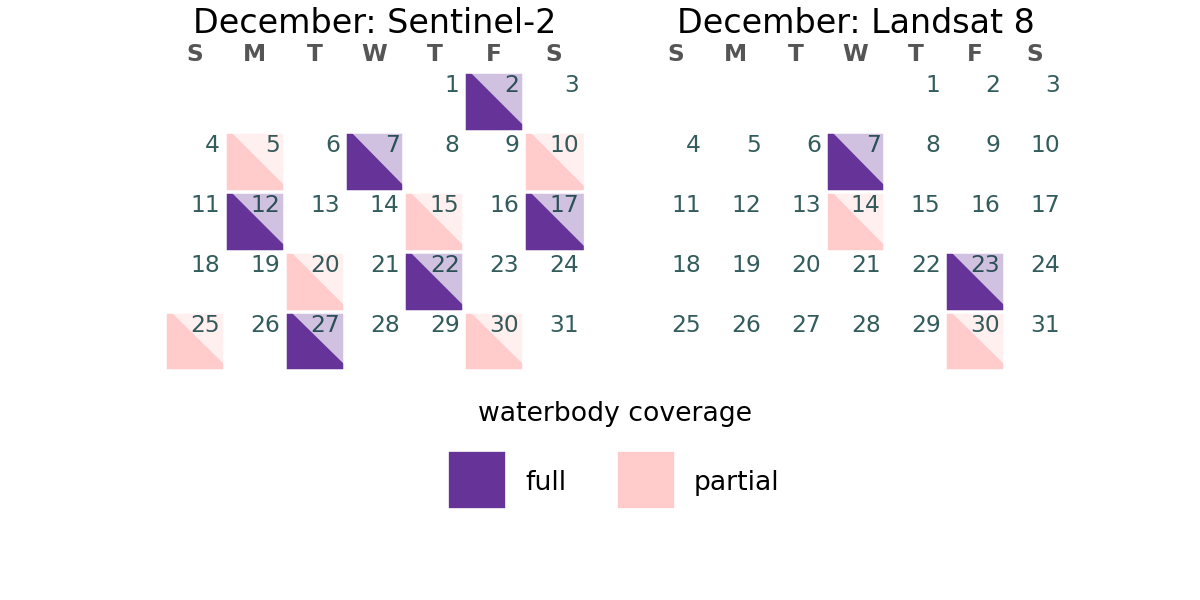 December: Sentinel-2
S M T W T F S
1 2 3
4 5 6 7 8 9 10
11 12 13 14 15 16 17
18 19 20 21 22 23 24
25 26 27 28 29 30 31
December: Landsat 8
S M T W T F S
1 2 3
4 5 6 7 8 9 10
11 12 13 14 15 16 17
18 19 20 21 22 23 24
25 26 27 28 29 30 31
waterbody coverage
full
partial